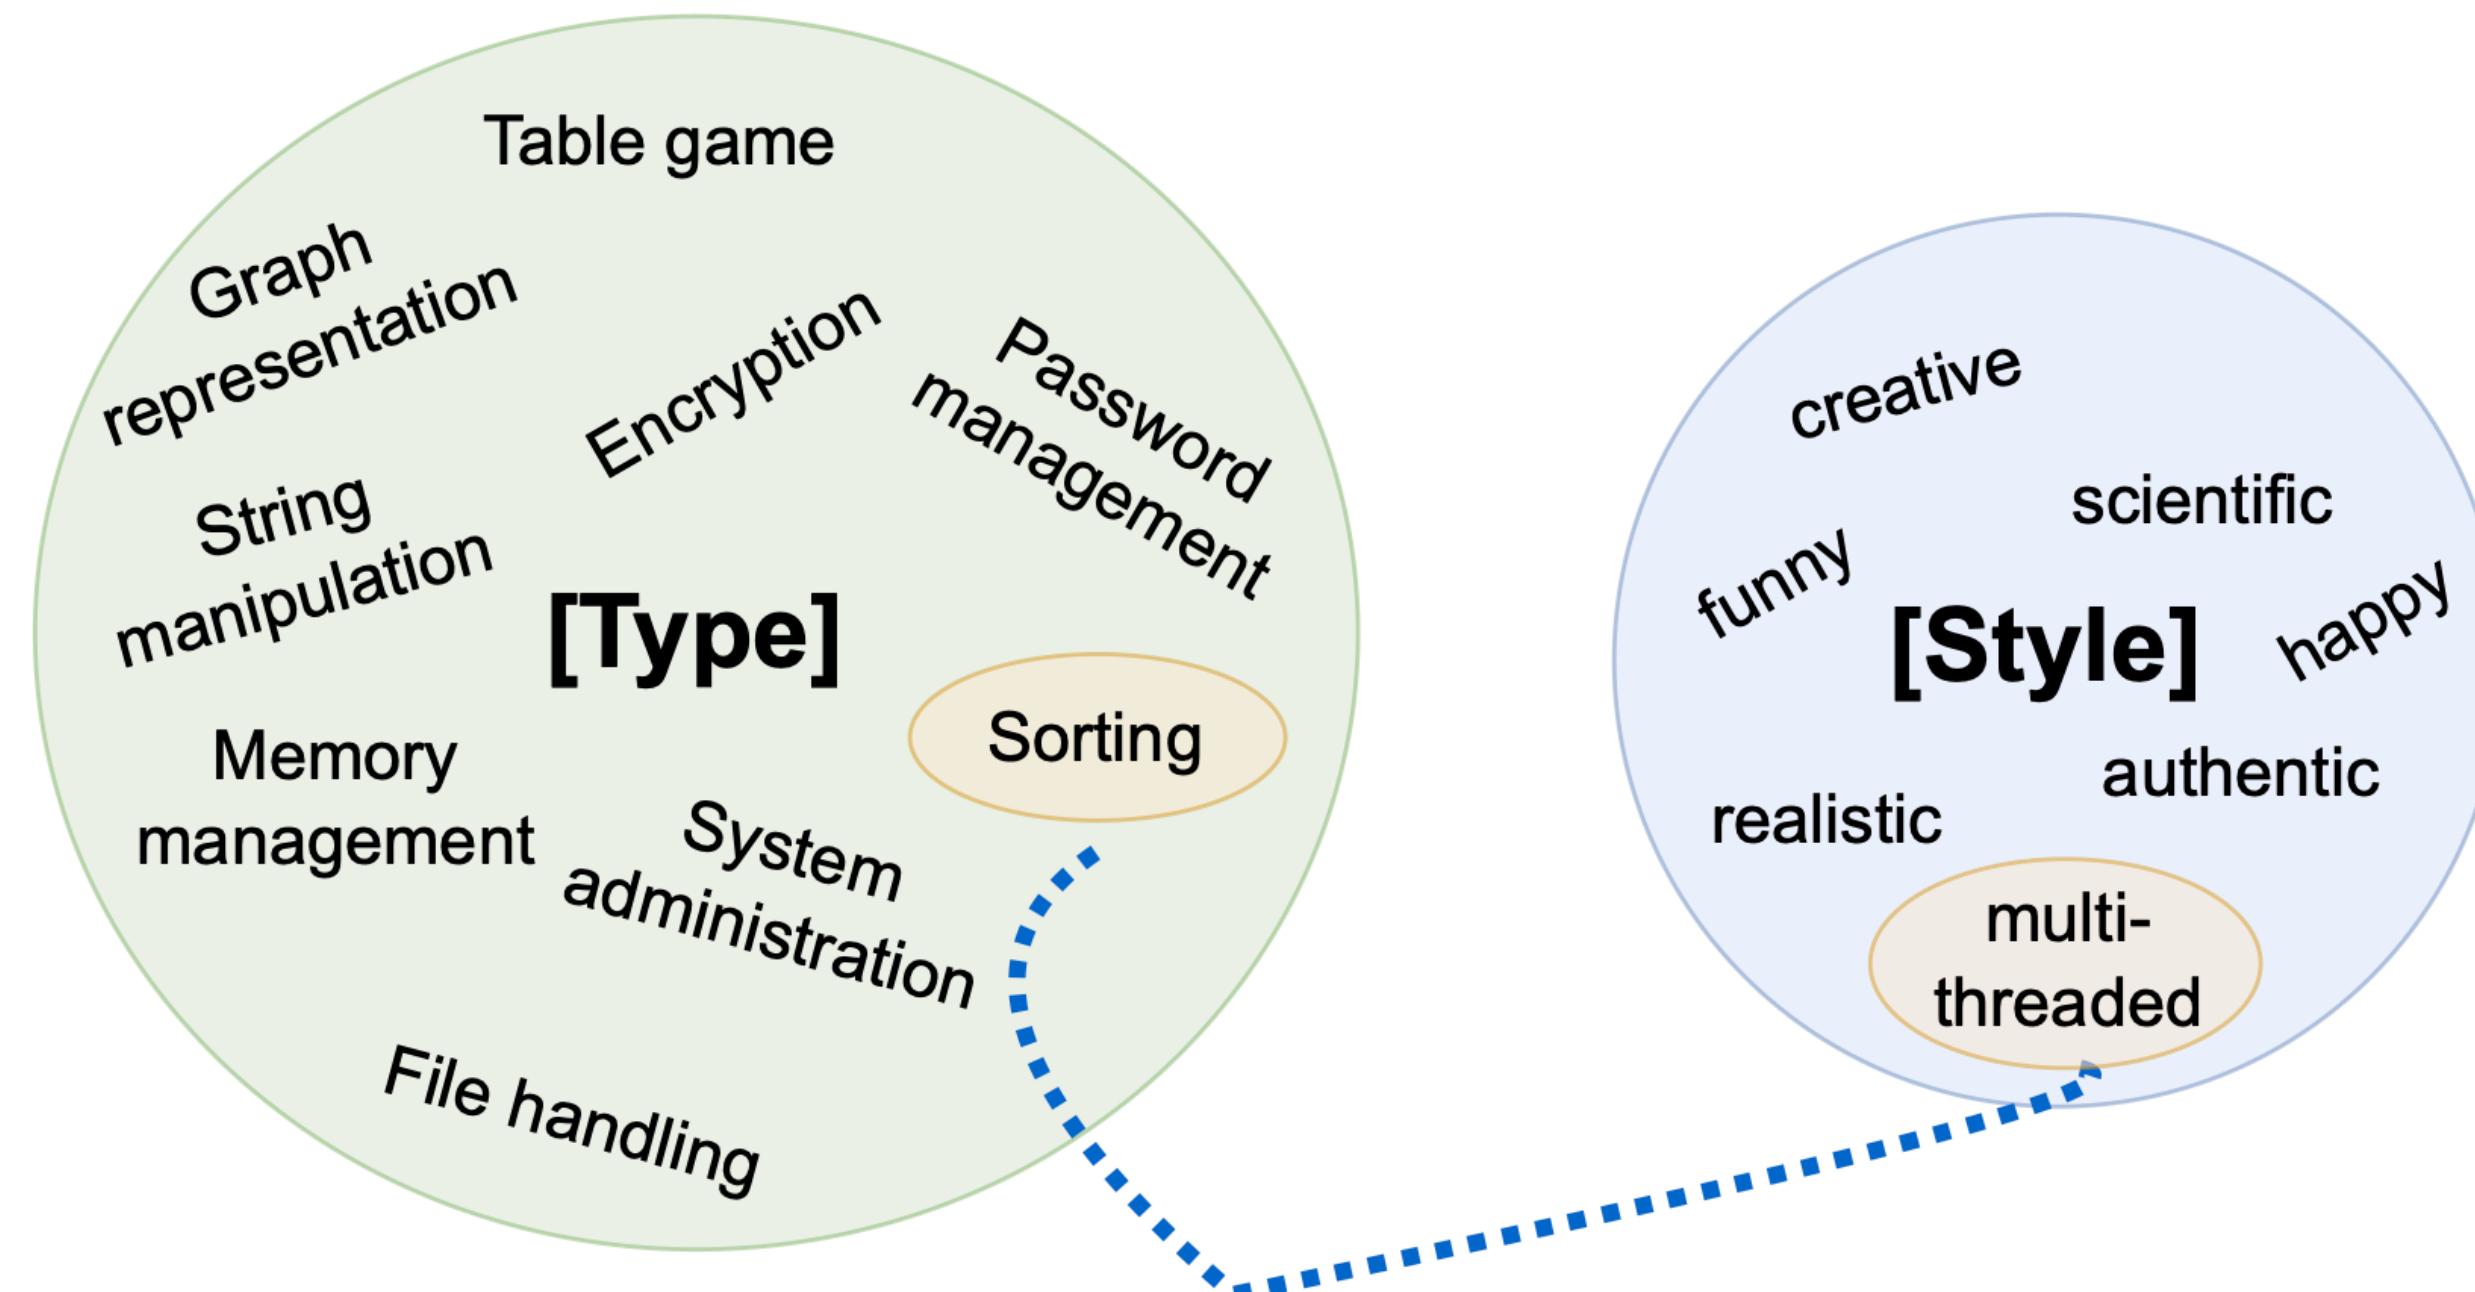 Table game
Graph
representation
Encryption
Password
management
String
manipulation
[Type]
Sorting
Memory
management
System
administration
File handling
creative
scientific
funny
happy
[Style]
authentic
realistic
multi-
threaded